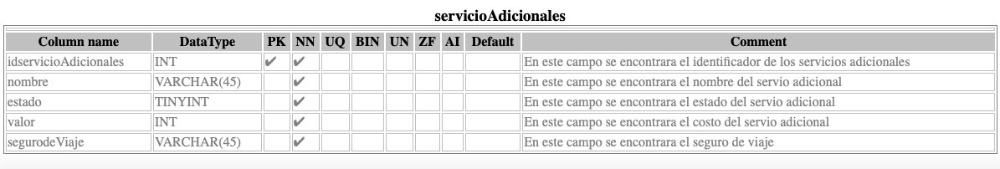 servicioAdicionales
Column name DataType PK NN UQ BIN UN ZF AI Default Comment
idservicioAdicionales INT ✔ ✔ En este campo se encontrara el identificador de los servicios adicionales
nombre VARCHAR(45) ✔ En este campo se encontrara el nombre del servio adicional
estado TINYINT ✔ En este campo se encontrara el estado del servio adicional
valor INT ✔ En este campo se encontrara el costo del servio adicional
segurodeViaje VARCHAR(45) ✔ En este campo se encontrara el seguro de viaje